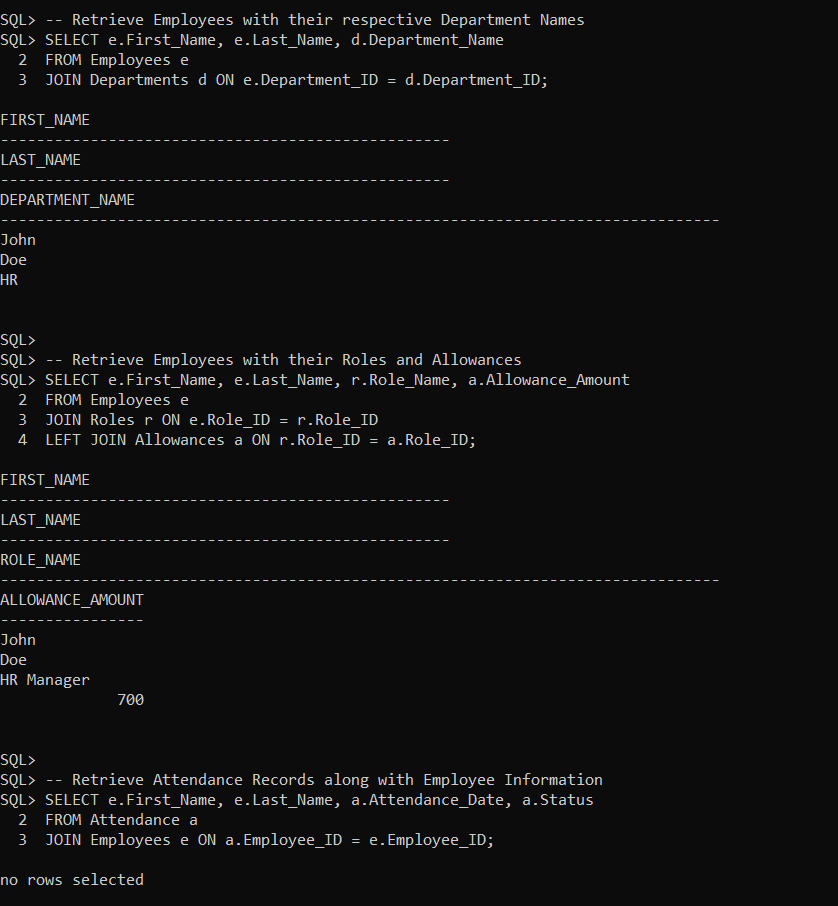 SQL> -- Retrieve Employees with their respective Department Names
SQL> SELECT e.First_Name, e.Last_Name, d.Department_Name
  2  FROM Employees e
  3  JOIN Departments d ON e.Department_ID = d.Department_ID;

FIRST_NAME
--------------------------------------------------
LAST_NAME
--------------------------------------------------
DEPARTMENT_NAME
--------------------------------------------------------------------------------
John
Doe
HR


SQL>
SQL> -- Retrieve Employees with their Roles and Allowances
SQL> SELECT e.First_Name, e.Last_Name, r.Role_Name, a.Allowance_Amount
  2  FROM Employees e
  3  JOIN Roles r ON e.Role_ID = r.Role_ID
  4  LEFT JOIN Allowances a ON r.Role_ID = a.Role_ID;

FIRST_NAME
--------------------------------------------------
LAST_NAME
--------------------------------------------------
ROLE_NAME
--------------------------------------------------------------------------------
ALLOWANCE_AMOUNT
----------------
John
Doe
HR Manager
             700


SQL>
SQL> -- Retrieve Attendance Records along with Employee Information
SQL> SELECT e.First_Name, e.Last_Name, a.Attendance_Date, a.Status
  2  FROM Attendance a
  3  JOIN Employees e ON a.Employee_ID = e.Employee_ID;

no rows selected